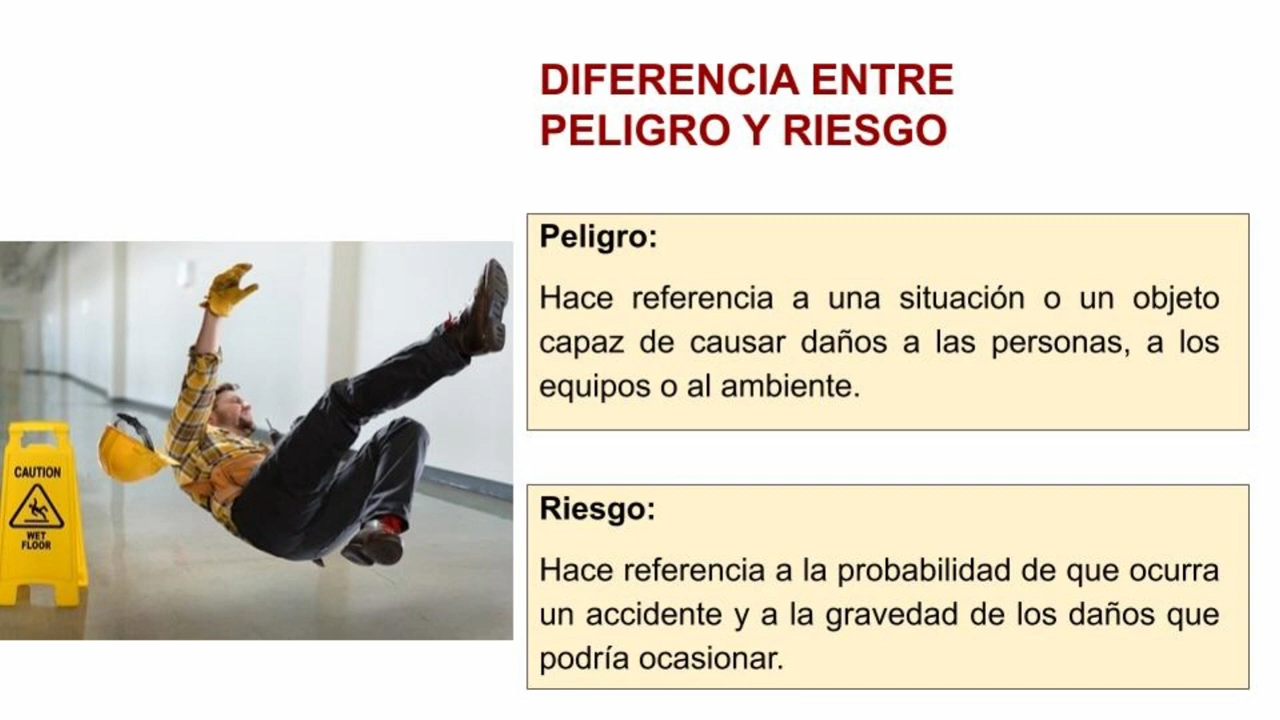 DIFERENCIA ENTRE
PELIGRO Y RIESGO
Peligro:
Hace referencia a una situación o un objeto
capaz de causar daños a las personas, a los
equipos o al ambiente.
CAUTION
WET
FLOOR
Riesgo:
Hace referencia a la probabilidad de que ocurra
un accidente y a la gravedad de los daños que
podría ocasionar.